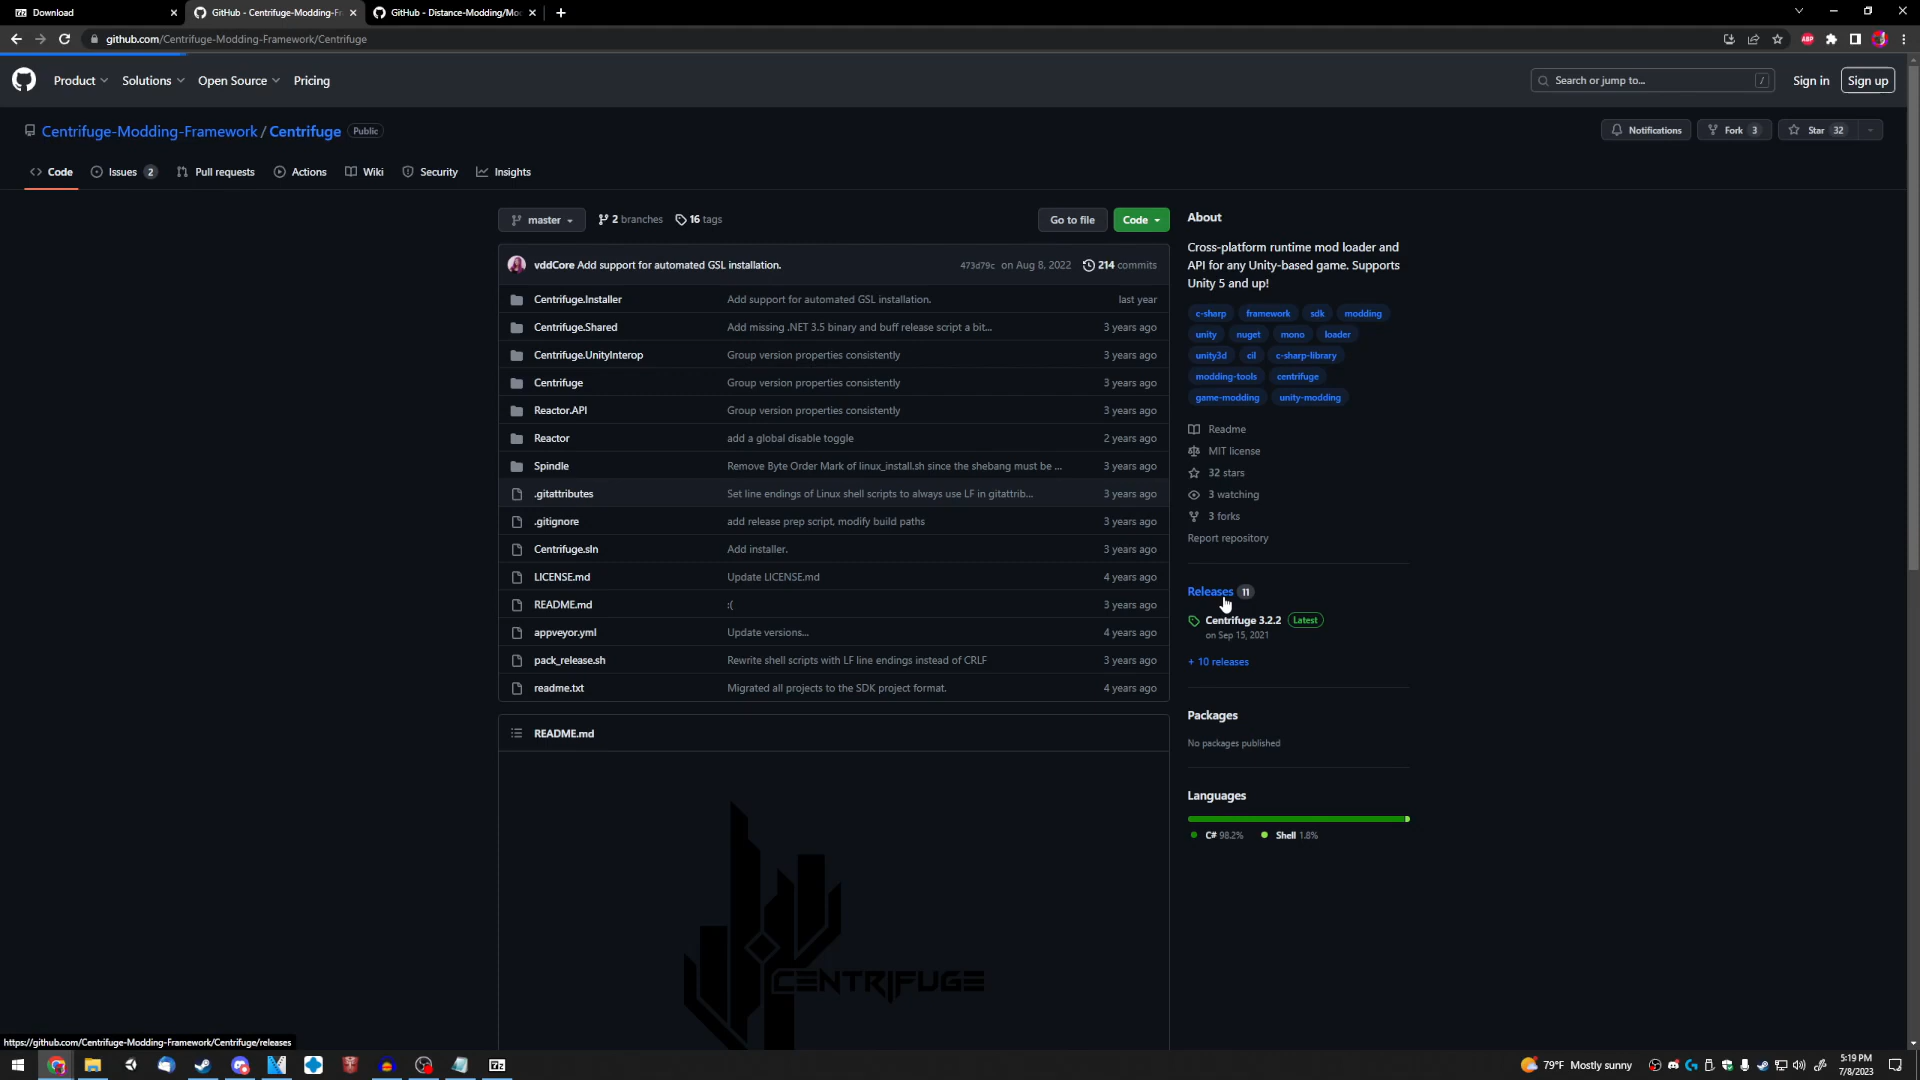 Download
GitHub - Centrifuge-Modding-Fr
GitHub - Distance-Modding/Mo
github.com/Centrifuge-Modding-Framework/Centrifuge
ABP
Product
Solutions
Open Source
Pricing
Search or jump to...
/
Sign in
Sign up
Centrifuge-Modding-Framework / Centrifuge
Public
Notifications
Fork 3
Star 32
<> Code
Issues 2
Pull requests
Actions
Wiki
Security
Insights
master
2 branches
16 tags
Go to file
Code
vddCore Add support for automated GSL installation.
473d79c on Aug 8, 2022
214 commits
Centrifuge.Installer Add support for automated GSL installation. last year
Centrifuge.Shared Add missing .NET 3.5 binary and buff release script a bit... 3 years ago
Centrifuge.UnityInterop Group version properties consistently 3 years ago
Centrifuge Group version properties consistently 3 years ago
Reactor.API Group version properties consistently 3 years ago
Reactor add a global disable toggle 2 years ago
Spindle Remove Byte Order Mark of linux_install.sh since the shebang must be ... 3 years ago
.gitattributes Set line endings of Linux shell scripts to always use LF in gitattrib... 3 years ago
.gitignore add release prep script, modify build paths 3 years ago
Centrifuge.sln Add installer. 3 years ago
LICENSE.md Update LICENSE.md 4 years ago
README.md :( 3 years ago
appveyor.yml Update versions... 4 years ago
pack_release.sh Rewrite shell scripts with LF line endings instead of CRLF 3 years ago
readme.txt Migrated all projects to the SDK project format. 4 years ago
README.md
CENTRIFUGE
About
Cross-platform runtime mod loader and
API for any Unity-based game. Supports
Unity 5 and up!
c-sharp framework sdk modding
unity nuget mono loader
unity3d cil c-sharp-library
modding-tools centrifuge
game-modding unity-modding
Readme
MIT license
32 stars
3 watching
3 forks
Report repository
Releases 11
Centrifuge 3.2.2 Latest
on Sep 15, 2021
+ 10 releases
Packages
No packages published
Languages
C# 98.2% Shell 1.8%
https://github.com/Centrifuge-Modding-Framework/Centrifuge/releases
79°F Mostly sunny
5:19 PM
7/8/2023